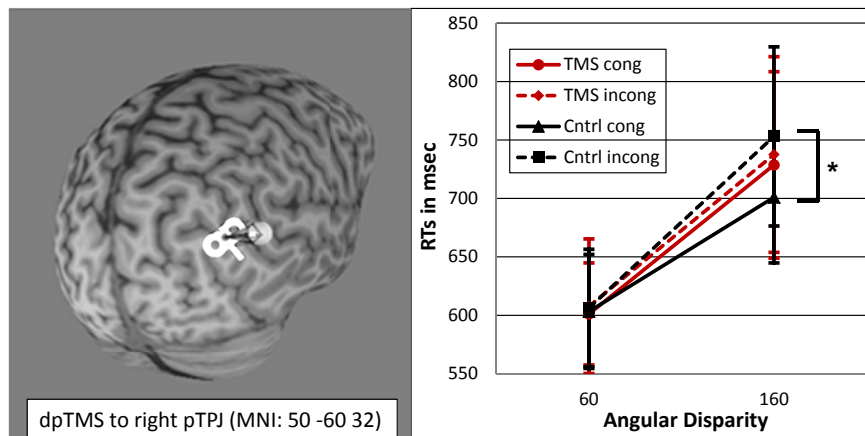 dpTMS to right pTPJ (MNI: 50 -60 32)
850
800
750
700
650
600
550
RTs in msec
TMS cong
TMS incong
Cntrl cong
Cntrl incong
*
60 160
Angular Disparity